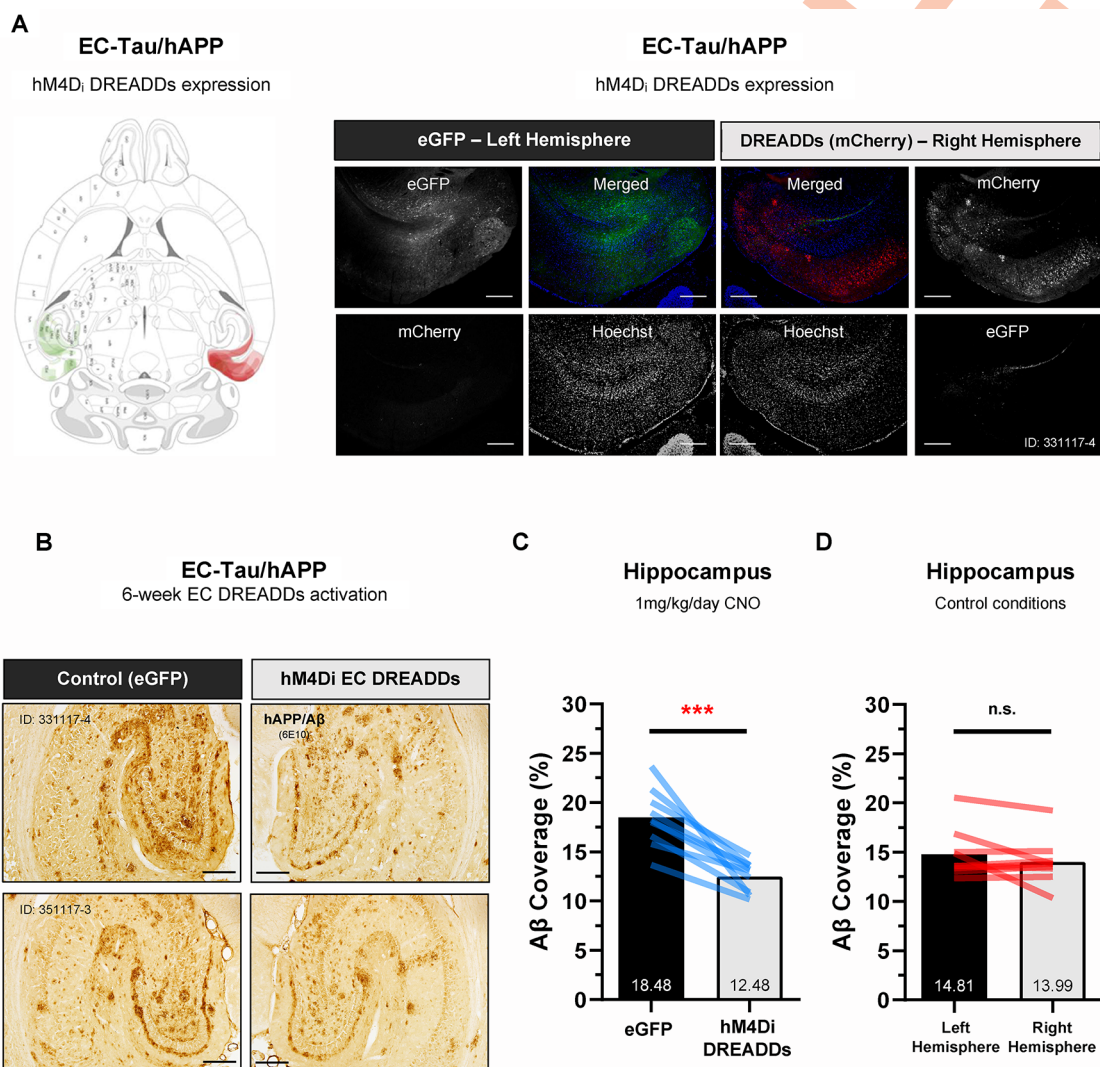 A
EC-Tau/hAPP
hM4Di DREADDs expression
EC-Tau/hAPP
hM4Di DREADDs expression
eGFP – Left Hemisphere
DREADDs (mCherry) – Right Hemisphere
eGFP
Merged
Merged
mCherry
mCherry
Hoechst
Hoechst
eGFP
ID: 331117-4
B
EC-Tau/hAPP
6-week EC DREADDs activation
Control (eGFP)
hM4Di EC DREADDs
ID: 331117-4
hAPP/Aβ
(6E10)
ID: 351117-3
C
Hippocampus
1mg/kg/day CNO
Aβ Coverage (%)
30
25
20
15
10
5
0
***
18.48
12.48
eGFP
hM4Di
DREADDs
D
Hippocampus
Control conditions
Aβ Coverage (%)
30
25
20
15
10
5
0
n.s.
14.81
13.99
Left
Hemisphere
Right
Hemisphere